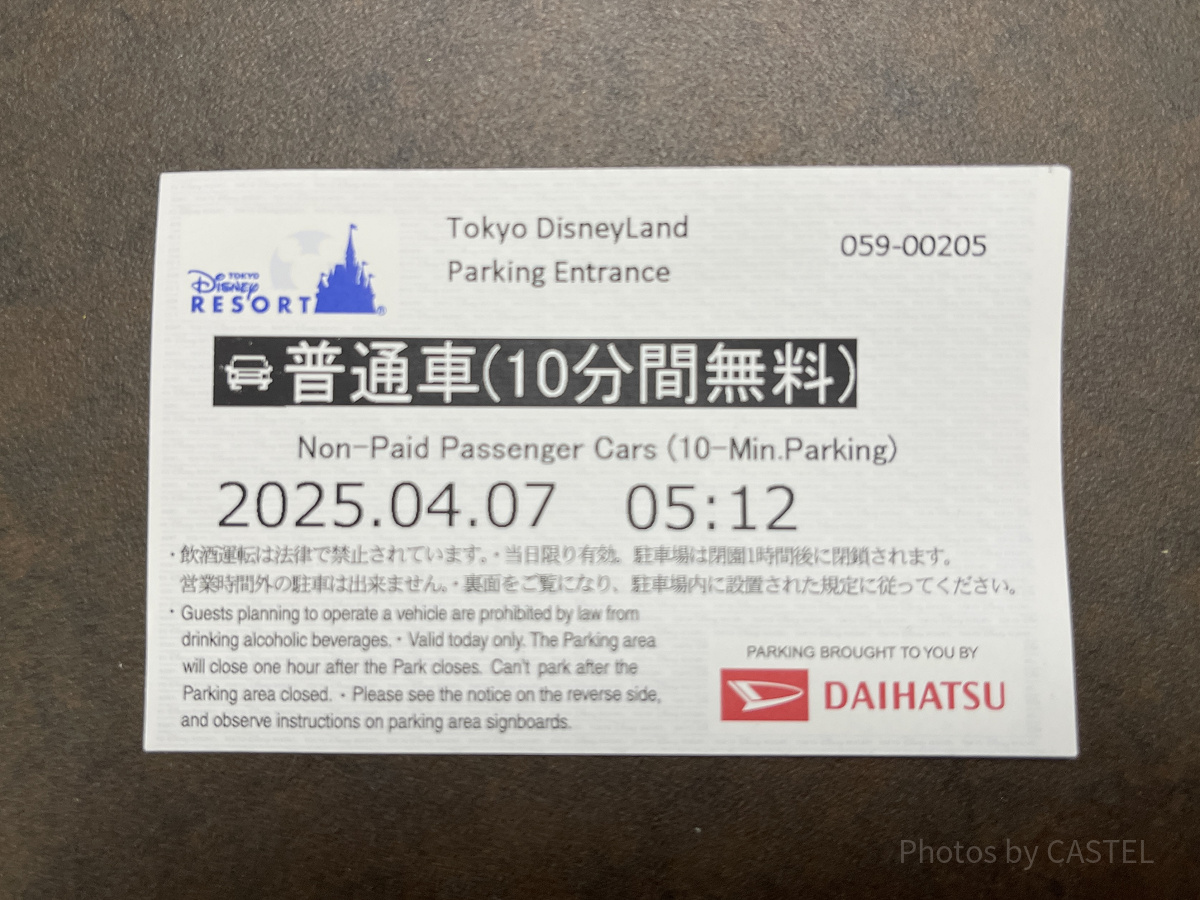 Tokyo DisneyLand
Parking Entrance
059-00205
TOKYO
Disney
RESORT
普通車(10分間無料)
Non-Paid Passenger Cars (10-Min.Parking)
2025.04.07 05:12
・飲酒運転は法律で禁止されています。・当日限り有効、駐車場は閉園1時間後に閉鎖されます。
営業時間外の駐車は出来ません。・裏面をご覧になり、駐車場内に設置された規定に従ってください。
・Guests planning to operate a vehicle are prohibited by law from
drinking alcoholic beverages. ・Valid today only. The Parking area
will close one hour after the Park closes. Can't park after the
Parking area closed. ・Please see the notice on the reverse side,
and observe instructions on parking area signboards.
PARKING BROUGHT TO YOU BY
DAIHATSU
Photos by CASTEL